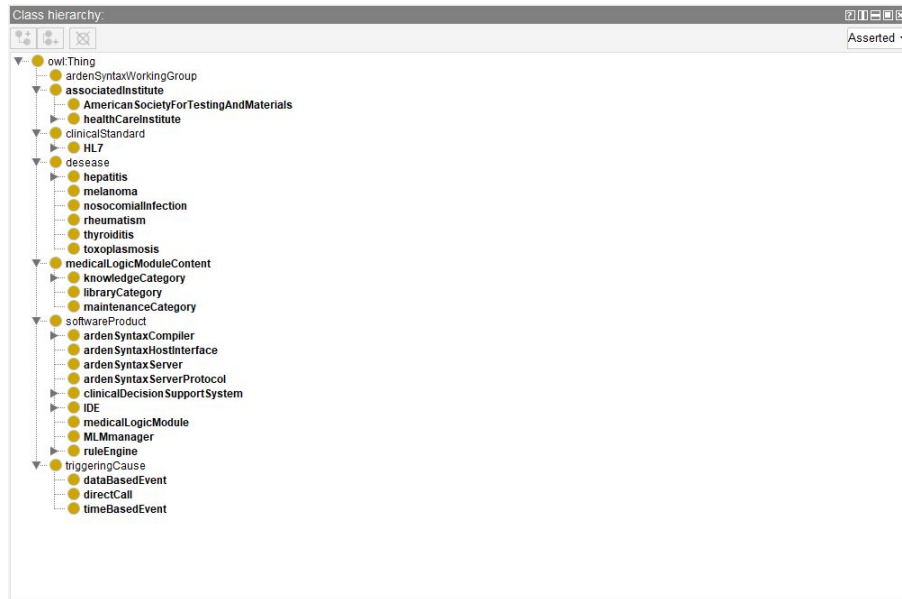 Class hierarchy:
Asserted
owl:Thing
ardenSyntaxWorkingGroup
associatedInstitute
AmericanSocietyForTestingAndMaterials
healthCareInstitute
clinicalStandard
HL7
desease
hepatitis
melanoma
nosocomialInfection
rheumatism
thyroiditis
toxoplasmosis
medicalLogicModuleContent
knowledgeCategory
libraryCategory
maintenanceCategory
softwareProduct
ardenSyntaxCompiler
ardenSyntaxHostInterface
ardenSyntaxServer
ardenSyntaxServerProtocol
clinicalDecisionSupportSystem
IDE
medicalLogicModule
MLMmanager
ruleEngine
triggeringCause
dataBasedEvent
directCall
timeBasedEvent